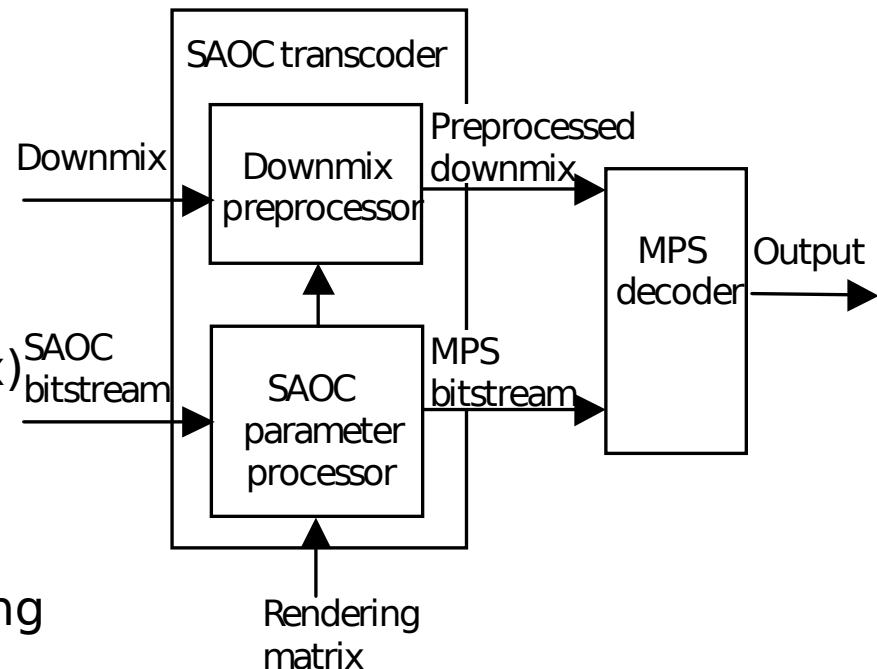 SAOC transcoder
Downmix
Downmix
preprocessor
Preprocessed
downmix
MPS
decoder
Output
x)
SAOC
bitstream
SAOC
parameter
processor
MPS
bitstream
ng
Rendering
matrix